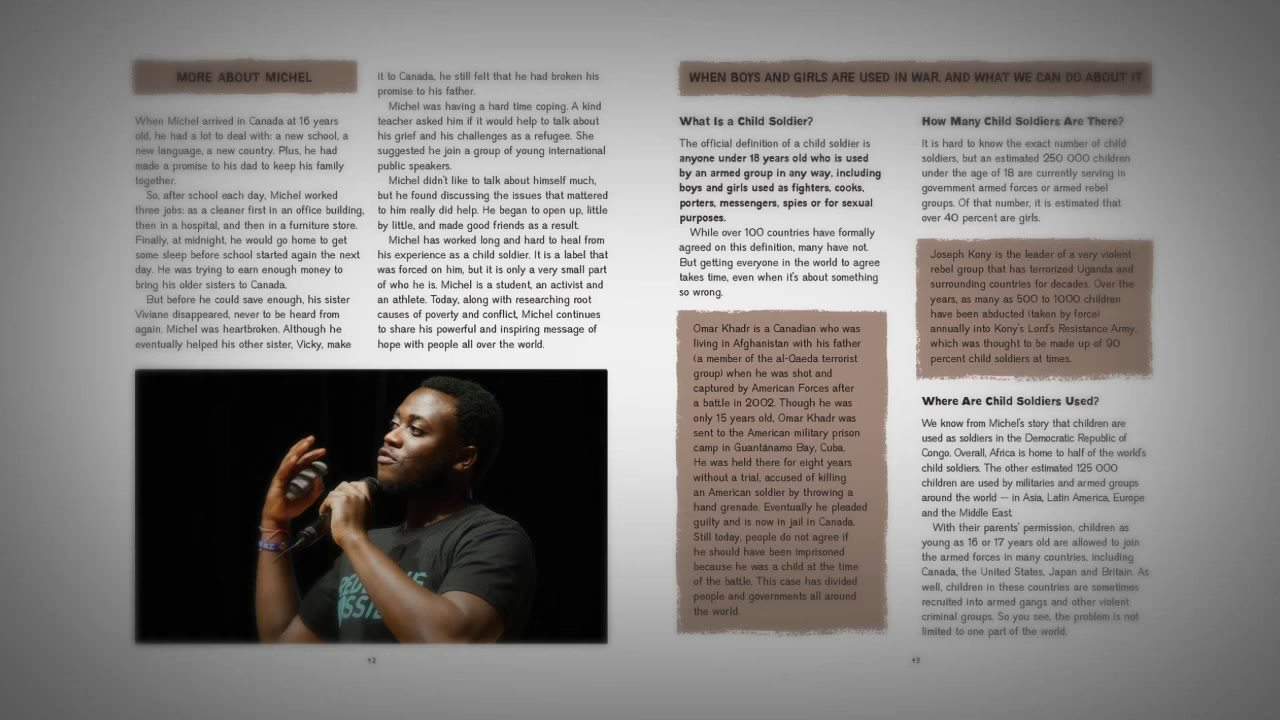 MORE ABOUT MICHEL
When Michel arrived in Canada at 16 years
old, he had a lot to deal with: a new school, a
new language, a new country. Plus, he had
made a promise to his dad to keep his family
together.
So, after school each day, Michel worked
three jobs: as a cleaner first in an office building,
then in a hospital, and then in a furniture store.
Finally, at midnight, he would go home to get
some sleep before school started again the next
day. He was trying to earn enough money to
bring his older sisters to Canada.
But before he could save enough, his sister
Viviane disappeared, never to be heard from
again. Michel was heartbroken. Although he
eventually helped his other sister, Vicky, make
it to Canada, he still felt that he had broken his
promise to his father.
Michel was having a hard time coping. A kind
teacher asked him if it would help to talk about
his grief and his challenges as a refugee. She
suggested he join a group of young international
public speakers.
Michel didn't like to talk about himself much,
but he found discussing the issues that mattered
to him really did help. He began to open up, little
by little, and made good friends as a result.
Michel has worked long and hard to heal from
his experience as a child soldier. It is a label that
was forced on him, but it is only a very small part
of who he is. Michel is a student, an activist and
an athlete. Today, along with researching root
causes of poverty and conflict, Michel continues
to share his powerful and inspiring message of
hope with people all over the world.
42
WHEN BOYS AND GIRLS ARE USED IN WAR, AND WHAT WE CAN DO ABOUT IT
What Is a Child Soldier?
The official definition of a child soldier is
anyone under 18 years old who is used
by an armed group in any way, including
boys and girls used as fighters, cooks,
porters, messengers, spies or for sexual
purposes.
While over 100 countries have formally
agreed on this definition, many have not.
But getting everyone in the world to agree
takes time, even when it's about something
so wrong.
Omar Khadr is a Canadian who was
living in Afghanistan with his father
(a member of the al-Qaeda terrorist
group) when he was shot and
captured by American Forces after
a battle in 2002. Though he was
only 15 years old, Omar Khadr was
sent to the American military prison
camp in Guantánamo Bay, Cuba.
He was held there for eight years
without a trial, accused of killing
an American soldier by throwing a
hand grenade. Eventually he pleaded
guilty and is now in jail in Canada.
Still today, people do not agree if
he should have been imprisoned
because he was a child at the time
of the battle. This case has divided
people and governments all around
the world.
How Many Child Soldiers Are There?
It is hard to know the exact number of child
soldiers, but an estimated 250 000 children
under the age of 18 are currently serving in
government armed forces or armed rebel
groups. Of that number, it is estimated that
over 40 percent are girls.
Joseph Kony is the leader of a very violent
rebel group that has terrorized Uganda and
surrounding countries for decades. Over the
years, as many as 500 to 1000 children
have been abducted (taken by force)
annually into Kony's Lord's Resistance Army,
which was thought to be made up of 90
percent child soldiers at times.
Where Are Child Soldiers Used?
We know from Michel's story that children are
used as soldiers in the Democratic Republic of
Congo. Overall, Africa is home to half of the world's
child soldiers. The other estimated 125 000
children are used by militaries and armed groups
around the world — in Asia, Latin America, Europe
and the Middle East.
With their parents' permission, children as
young as 16 or 17 years old are allowed to join
the armed forces in many countries, including
Canada, the United States, Japan and Britain. As
well, children in these countries are sometimes
recruited into armed gangs and other violent
criminal groups. So you see, the problem is not
limited to one part of the world.
43